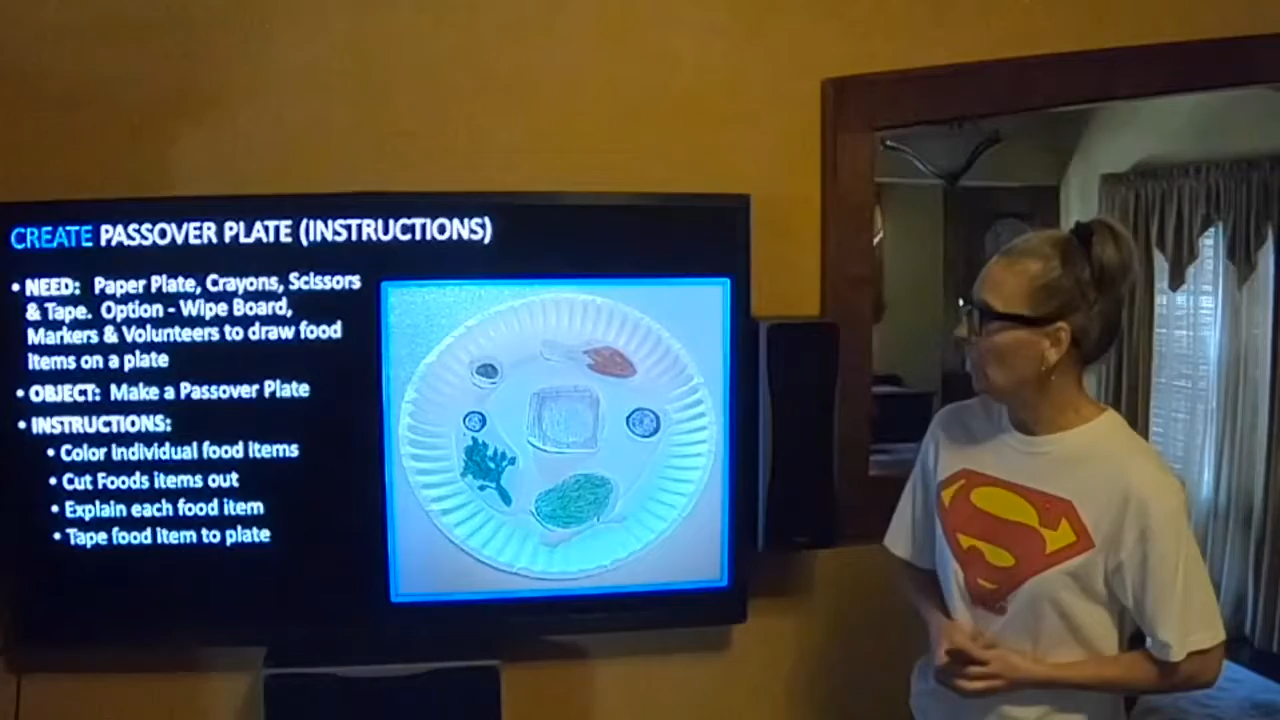 CREATE PASSOVER PLATE (INSTRUCTIONS)
• NEED: Paper Plate, Crayons, Scissors
& Tape. Option - Wipe Board,
Markers & Volunteers to draw food
items on a plate
• OBJECT: Make a Passover Plate
• INSTRUCTIONS:
• Color Individual food items
• Cut Foods items out
• Explain each food item
• Tape food item to plate
S